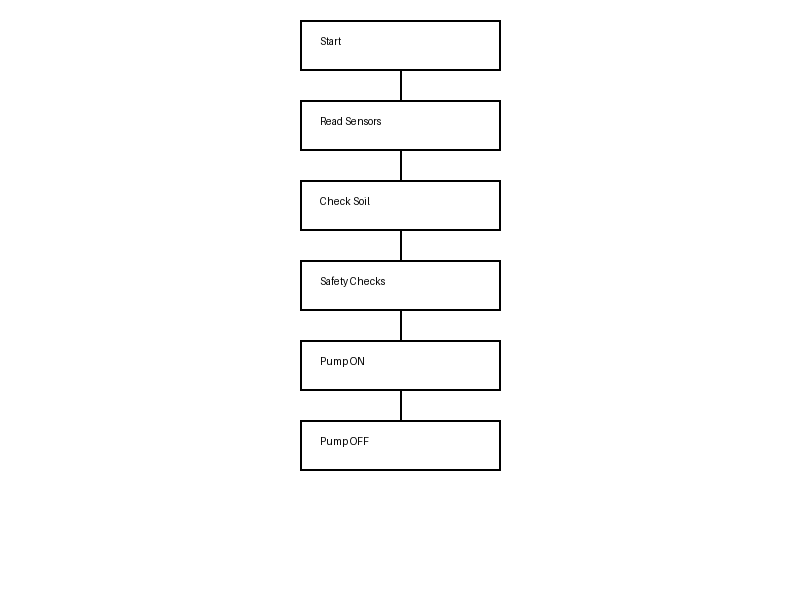 Start
Read Sensors
Check Soil
Safety Checks
Pump ON
Pump OFF